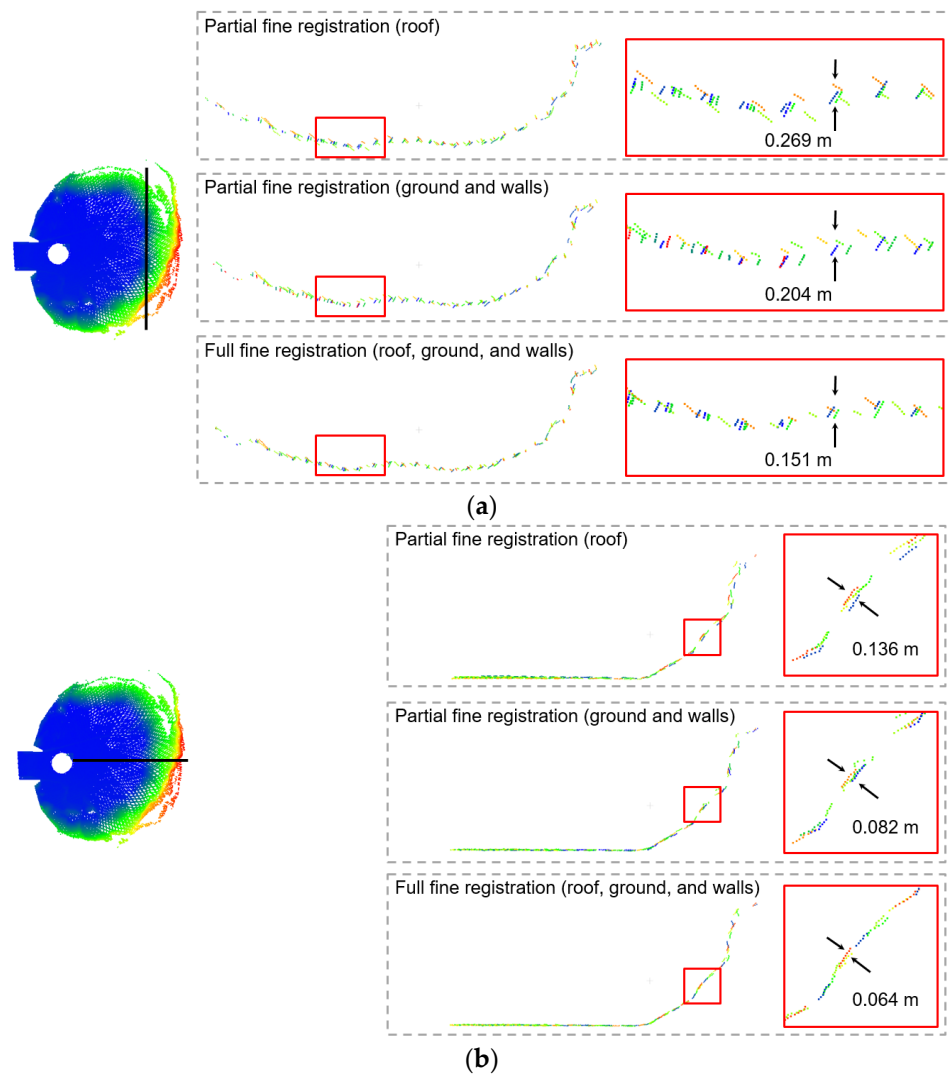 Partial fine registration (roof)
0.269 m
Partial fine registration (ground and walls)
0.204 m
Full fine registration (roof, ground, and walls)
0.151 m
(a)
Partial fine registration (roof)
0.136 m
Partial fine registration (ground and walls)
0.082 m
Full fine registration (roof, ground, and walls)
0.064 m
(b)